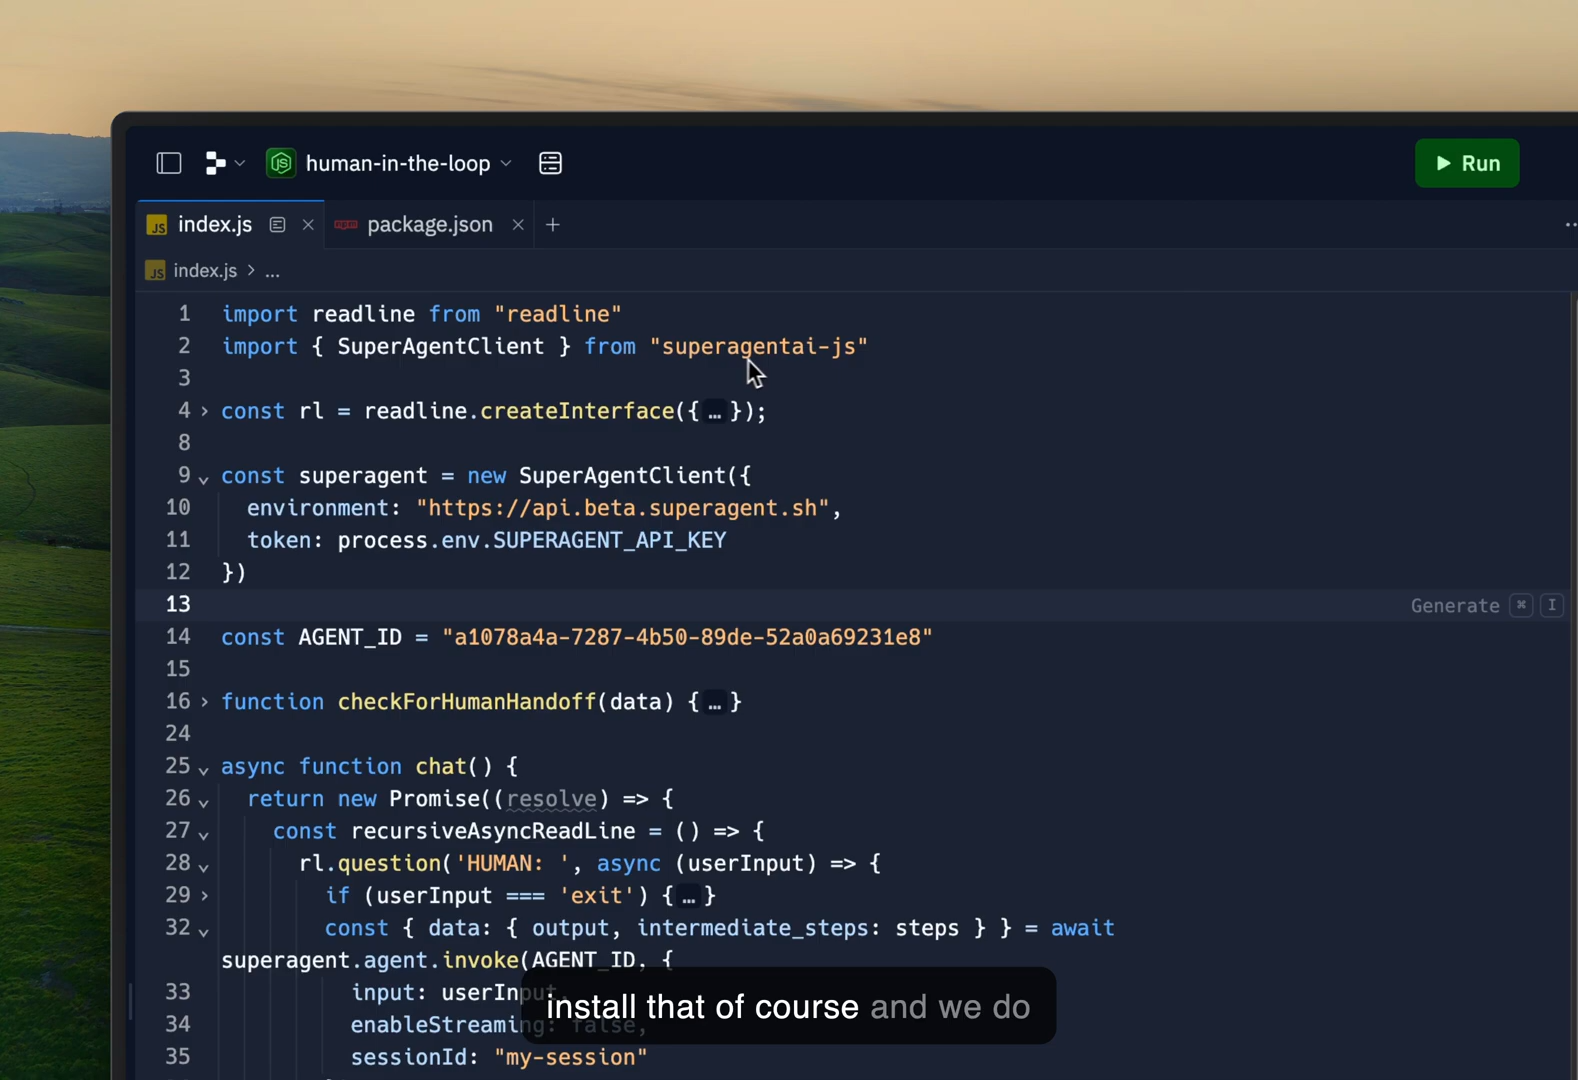 human-in-the-loop
Run
index.js
package.json
index.js > ...
1 import readline from "readline"
2 import { SuperAgentClient } from "superagentai-js"
3
4 const rl = readline.createInterface({ … });
8
9 const superagent = new SuperAgentClient({
10 environment: "https://api.beta.superagent.sh",
11 token: process.env.SUPERAGENT_API_KEY
12 })
13 Generate ⌘ I
14 const AGENT_ID = "a1078a4a-7287-4b50-89de-52a0a69231e8"
15
16 function checkForHumanHandoff(data) { … }
24
25 async function chat() {
26 return new Promise((resolve) => {
27 const recursiveAsyncReadLine = () => {
28 rl.question('HUMAN: ', async (userInput) => {
29 if (userInput === 'exit') { … }
32 const { data: { output, intermediate_steps: steps } } = await
superagent.agent.invoke(AGENT_ID, {
33 input: userInput,
34 enableStreaming: false,
35 sessionId: "my-session"
install that of course and we do